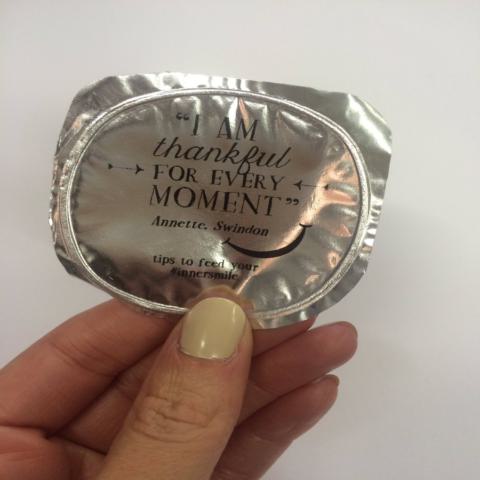 “I AM
thankful
FOR EVERY
MOMENT”
Annette, Swindon
tips to feed your
#innersmile